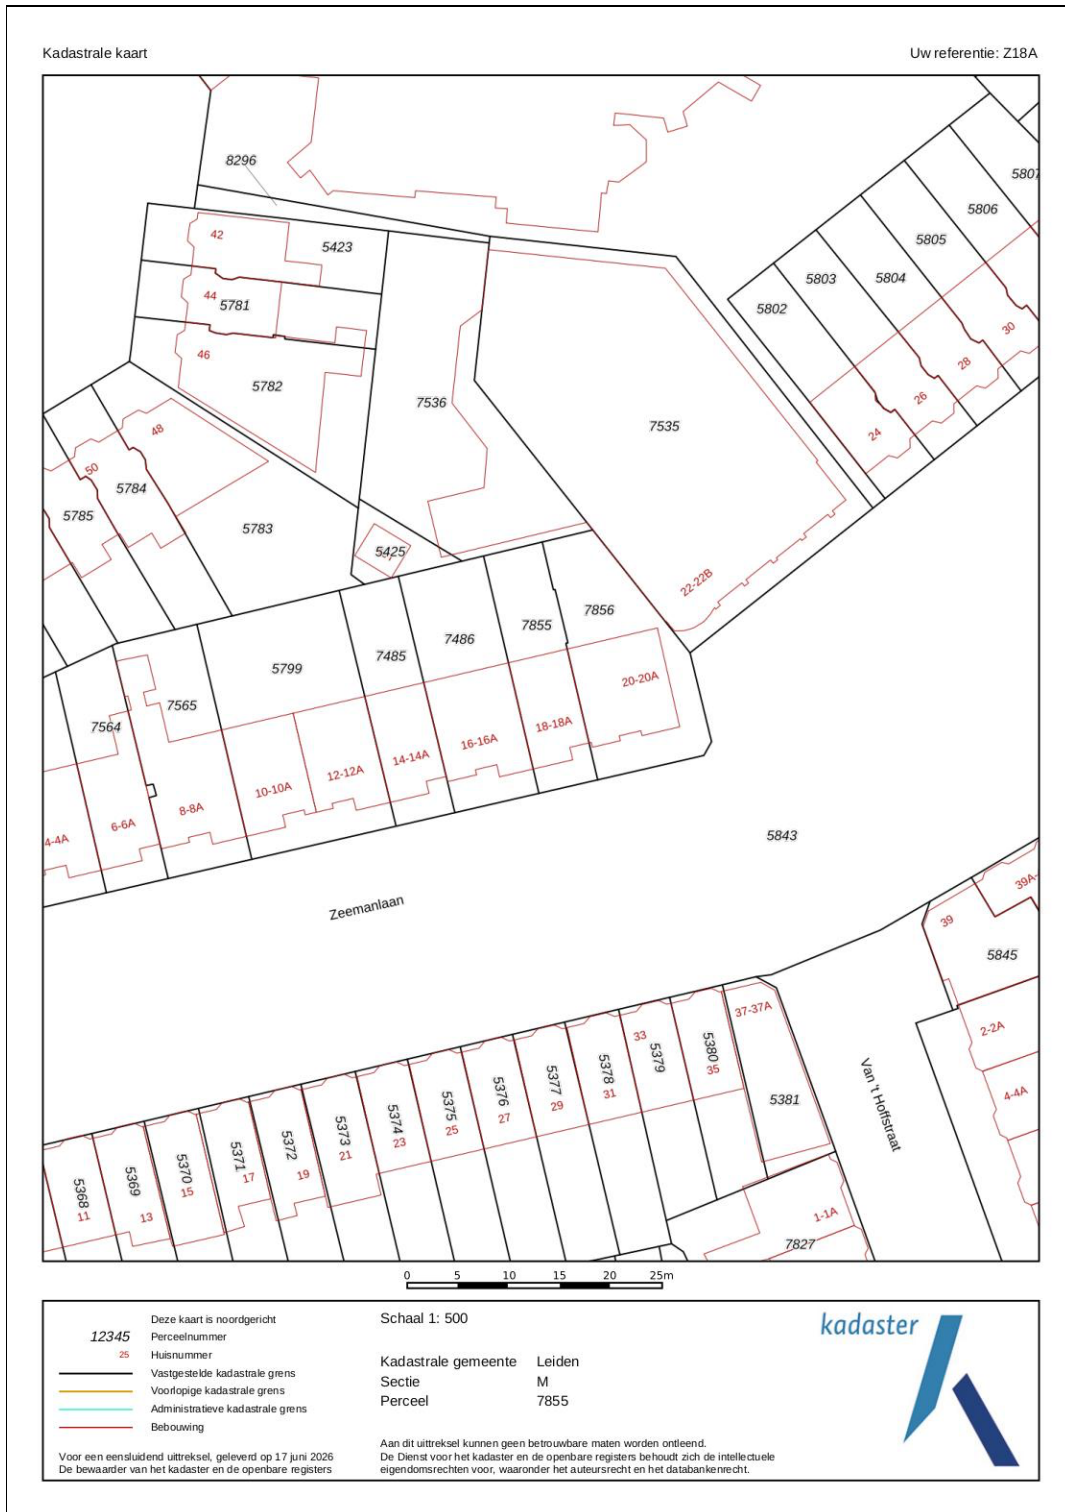 Kadastrale kaart
Uw referentie: Z18A
8296
42
5423
44
5781
46
5782
7536
7535
5807
5806
5805
5804
5803
5802
30
28
26
24
48
50
5784
5785
5783
5425
22-22B
7856
7855
7486
7485
5799
7565
7564
20-20A
18-18A
16-16A
14-14A
12-12A
10-10A
8-8A
6-6A
4-4A
5843
Zeemanlaan
39A-
39
5845
2-2A
4-4A
Van 't Hoffstraat
37-37A
5381
33
5380
35
5379
5378
31
5377
29
5376
27
5375
25
5374
23
5373
21
5372
19
5371
17
5370
15
5369
13
5368
11
1-1A
7827
0 5 10 15 20 25m
Deze kaart is noordgericht
12345 Perceelnummer
25 Huisnummer
Vastgestelde kadastrale grens
Voorlopige kadastrale grens
Administratieve kadastrale grens
Bebouwing
Voor een eensluidend uittreksel, geleverd op 17 juni 2026
De bewaarder van het kadaster en de openbare registers
Schaal 1: 500
Kadastrale gemeente Leiden
Sectie M
Perceel 7855
Aan dit uittreksel kunnen geen betrouwbare maten worden ontleend.
De Dienst voor het kadaster en de openbare registers behoudt zich de intellectuele
eigendomsrechten voor, waaronder het auteursrecht en het databankenrecht.
kadaster